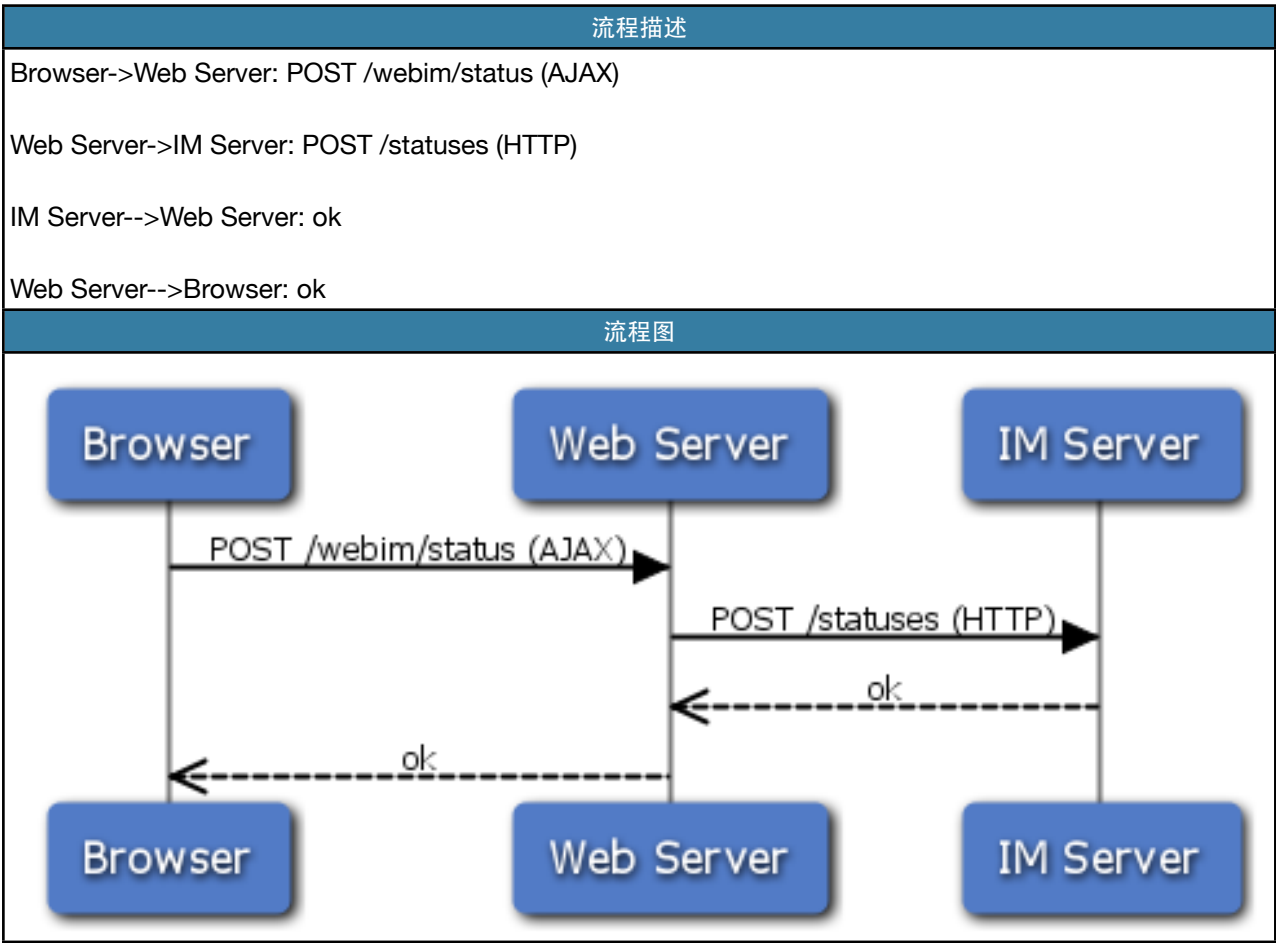 流程描述
Browser->Web Server: POST /webim/status (AJAX)
Web Server->IM Server: POST /statuses (HTTP)
IM Server-->Web Server: ok
Web Server-->Browser: ok
流程图
Browser
Web Server
IM Server
POST /webim/status (AJAX)
POST /statuses (HTTP)
ok
ok
Browser
Web Server
IM Server